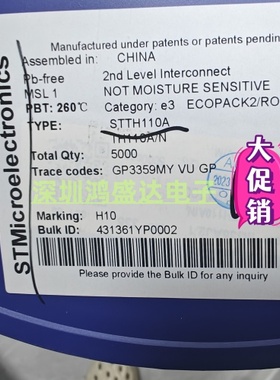 Manufactured under patents or patents pending
Assembled in: CHINA
Pb-free 2nd Level Interconnect
MSL 1 NOT MOISTURE SENSITIVE
PBT: 260℃ Category: e3 ECOPACK2/RO
TYPE: STTH110A
TH110A/N
Total Qty: 5000
Trace codes: GP3359MY VU GP
深圳鸿盛达电子
Marking: H10
Bulk ID: 431361YP0002
Please provide the Bulk ID for any inquiry
STMicroelectronics
2023
大促销